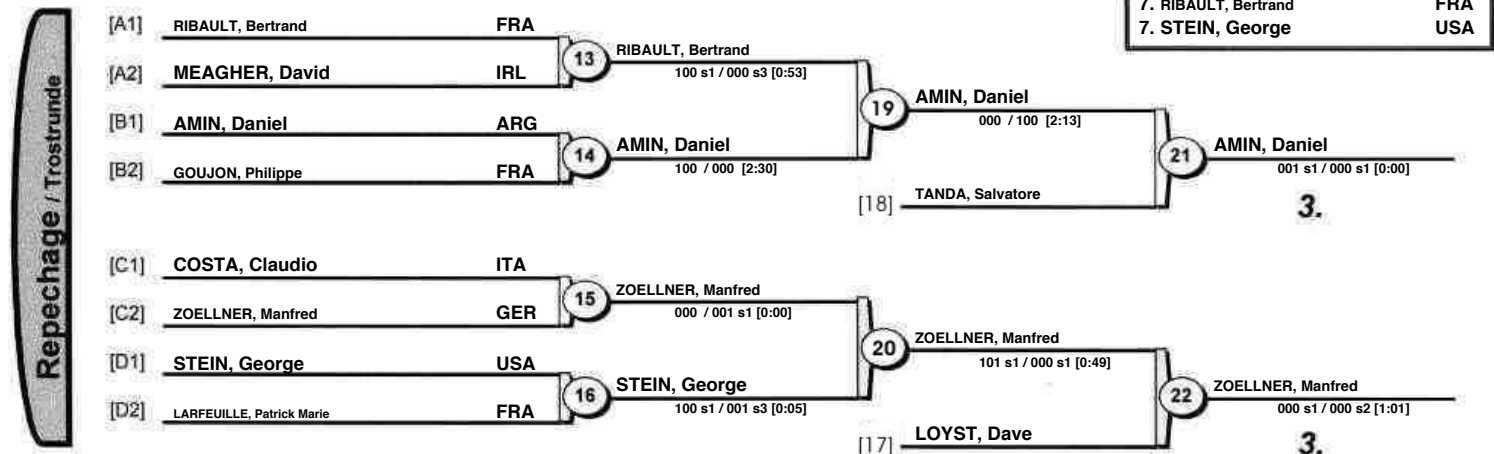 7. RIBAULT, Bertrand FRA
7. STEIN, George USA
Repechage / Trostrunde
[A1] RIBAULT, Bertrand FRA
13 RIBAULT, Bertrand
100 s1 / 000 s3 [0:53]
[A2] MEAGHER, David IRL
19 AMIN, Daniel
000 / 100 [2:13]
[B1] AMIN, Daniel ARG
14 AMIN, Daniel
100 / 000 [2:30]
21 AMIN, Daniel
001 s1 / 000 s1 [0:00]
[B2] GOUJON, Philippe FRA
[18] TANDA, Salvatore
3.
[C1] COSTA, Claudio ITA
15 ZOELLNER, Manfred
000 / 001 s1 [0:00]
[C2] ZOELLNER, Manfred GER
20 ZOELLNER, Manfred
101 s1 / 000 s1 [0:49]
[D1] STEIN, George USA
16 STEIN, George
100 s1 / 001 s3 [0:05]
22 ZOELLNER, Manfred
000 s1 / 000 s2 [1:01]
[D2] LARFEUILLE, Patrick Marie FRA
[17] LOYST, Dave
3.